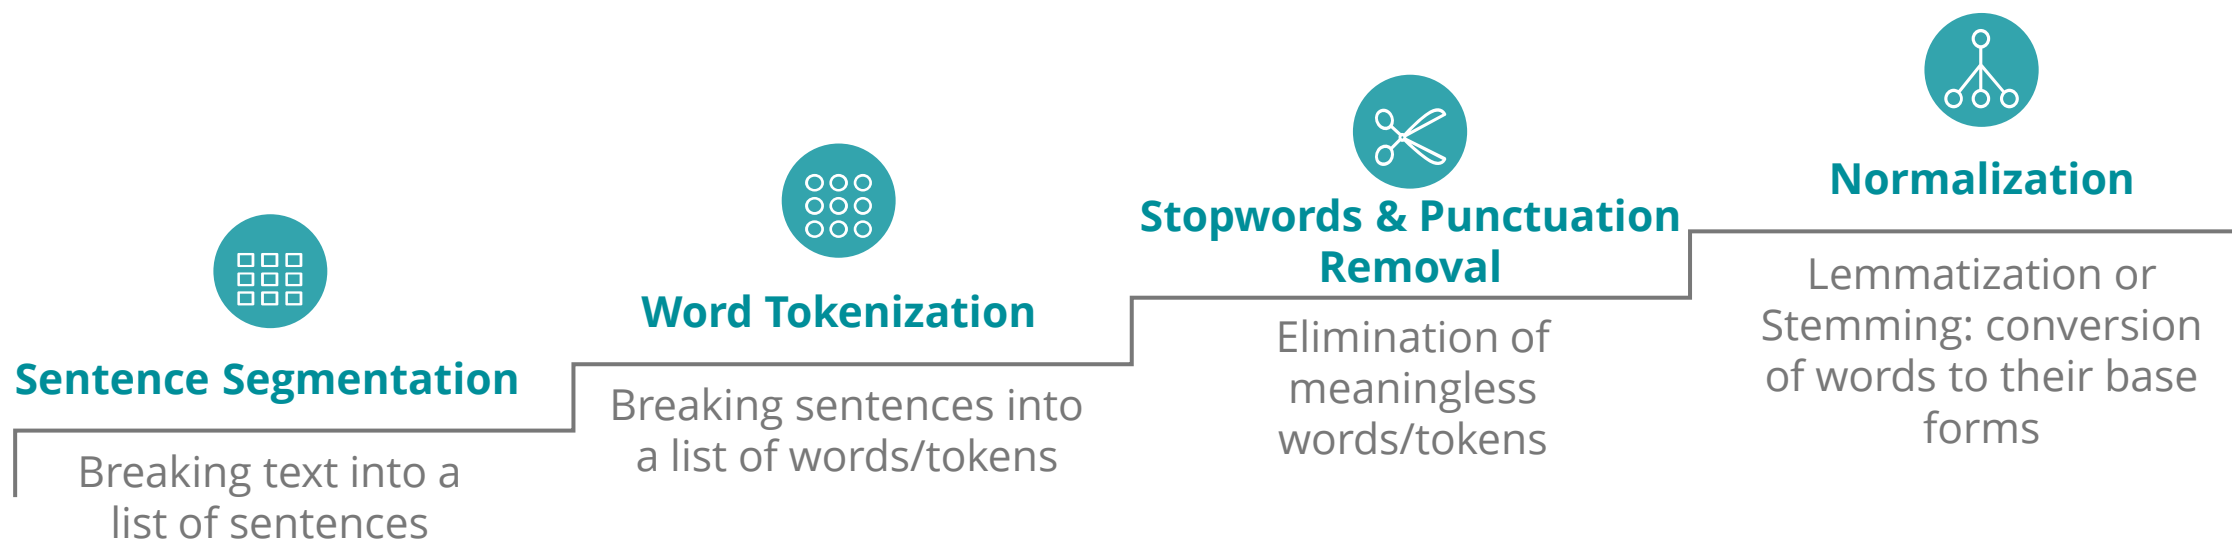 Sentence Segmentation
Breaking text into a
list of sentences
Word Tokenization
Breaking sentences into
a list of words/tokens
Stopwords & Punctuation
Removal
Elimination of
meaningless
words/tokens
Normalization
Lemmatization or
Stemming: conversion
of words to their base
forms